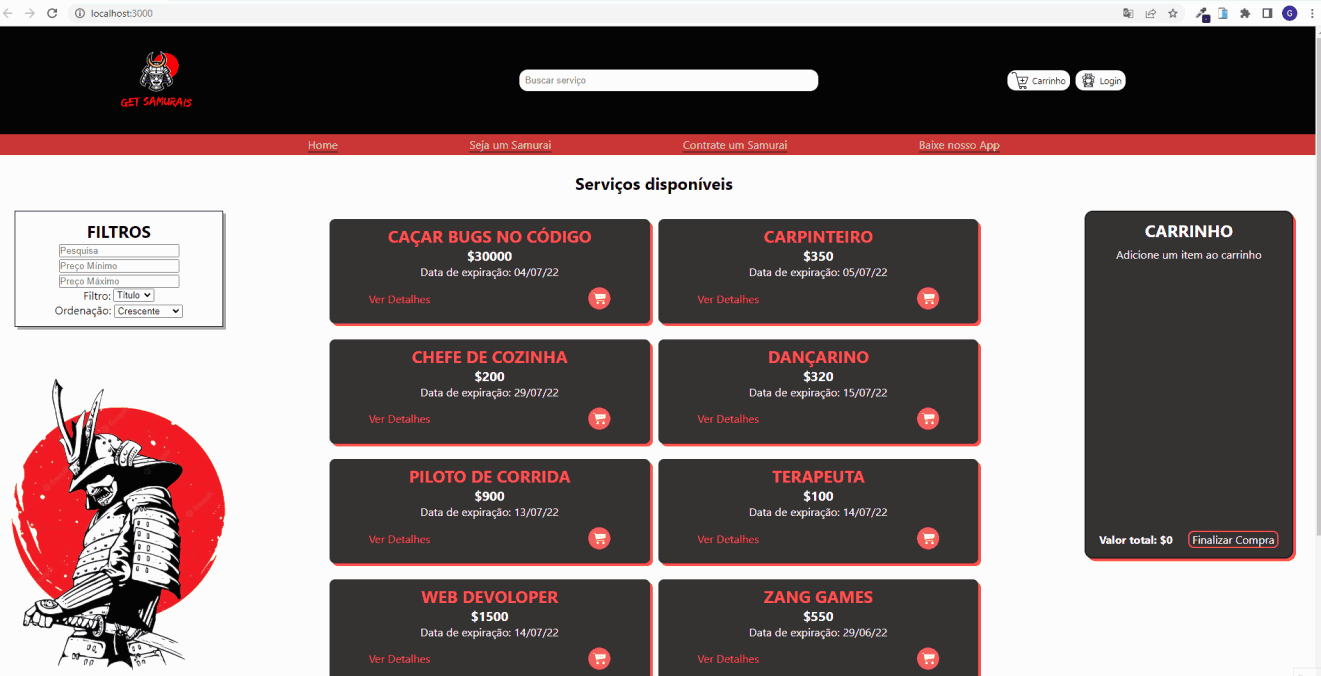 localhost:3000
G
GET SAMURAIS
Buscar serviço
Carrinho
Login
Home
Seja um Samurai
Contrate um Samurai
Baixe nosso App
Serviços disponíveis
FILTROS
Pesquisa
Preço Mínimo
Preço Máximo
Filtro: Título
Ordenação: Crescente
CAÇAR BUGS NO CÓDIGO
$30000
Data de expiração: 04/07/22
Ver Detalhes
CARPINTEIRO
$350
Data de expiração: 05/07/22
Ver Detalhes
CHEFE DE COZINHA
$200
Data de expiração: 29/07/22
Ver Detalhes
DANÇARINO
$320
Data de expiração: 15/07/22
Ver Detalhes
PILOTO DE CORRIDA
$900
Data de expiração: 13/07/22
Ver Detalhes
TERAPEUTA
$100
Data de expiração: 14/07/22
Ver Detalhes
WEB DEVOLOPER
$1500
Data de expiração: 14/07/22
Ver Detalhes
ZANG GAMES
$550
Data de expiração: 29/06/22
Ver Detalhes
CARRINHO
Adicione um item ao carrinho
Valor total: $0
Finalizar Compra